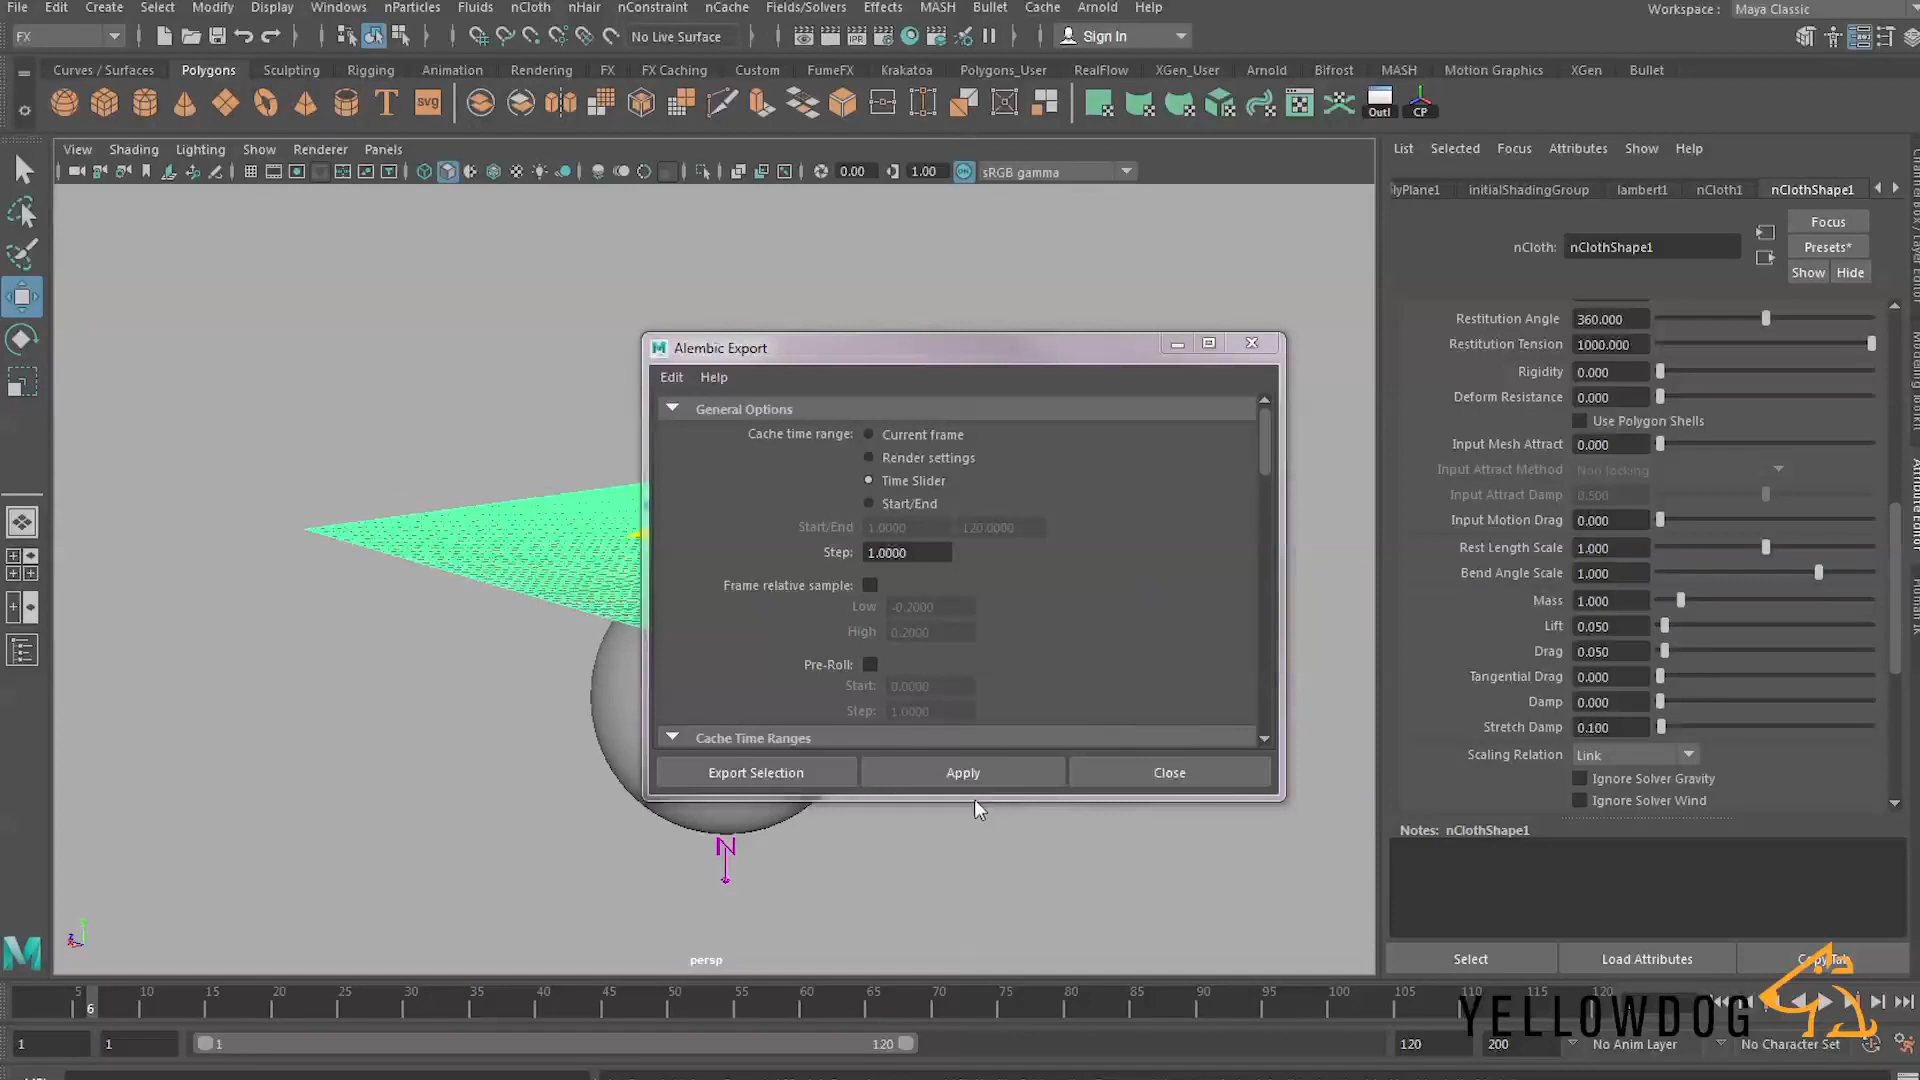 File Edit Create Select Modify Display Windows nParticles Fluids nCloth nHair nConstraint nCache Fields/Solvers Effects MASH Bullet Cache Arnold Help Workspace : Maya Classic
FX No Live Surface Sign In
Curves / Surfaces Polygons Sculpting Rigging Animation Rendering FX FX Caching Custom FumeFX Krakatoa Polygons_User RealFlow XGen_User Arnold Bifrost MASH Motion Graphics XGen Bullet
T SVG Outl CP
View Shading Lighting Show Renderer Panels
0.00 1.00 ON sRGB gamma
List Selected Focus Attributes Show Help
lyPlane1 initialShadingGroup lambert1 nCloth1 nClothShape1
nCloth: nClothShape1
Focus
Presets*
Show Hide
Restitution Angle 360.000
Restitution Tension 1000.000
Rigidity 0.000
Deform Resistance 0.000
Use Polygon Shells
Input Mesh Attract 0.000
Input Attract Method Non locking
Input Attract Damp 0.500
Input Motion Drag 0.000
Rest Length Scale 1.000
Bend Angle Scale 1.000
Mass 1.000
Lift 0.050
Drag 0.050
Tangential Drag 0.000
Damp 0.000
Stretch Damp 0.100
Scaling Relation Link
Ignore Solver Gravity
Ignore Solver Wind
Notes: nClothShape1
Select Load Attributes Copy Tab
Alembic Export
Edit Help
General Options
Cache time range: Current frame
Render settings
Time Slider
Start/End
Start/End 1.0000 120.0000
Step: 1.0000
Frame relative sample:
Low -0.2000
High 0.2000
Pre-Roll:
Start: 0.0000
Step: 1.0000
Cache Time Ranges
Export Selection Apply Close
N
persp
5 10 15 20 25 30 35 40 45 50 55 60 65 70 75 80 85 90 95 100 105 110 115 120
6
1 1 1 120 120 200 No Anim Layer No Character Set
YELLOWDOG